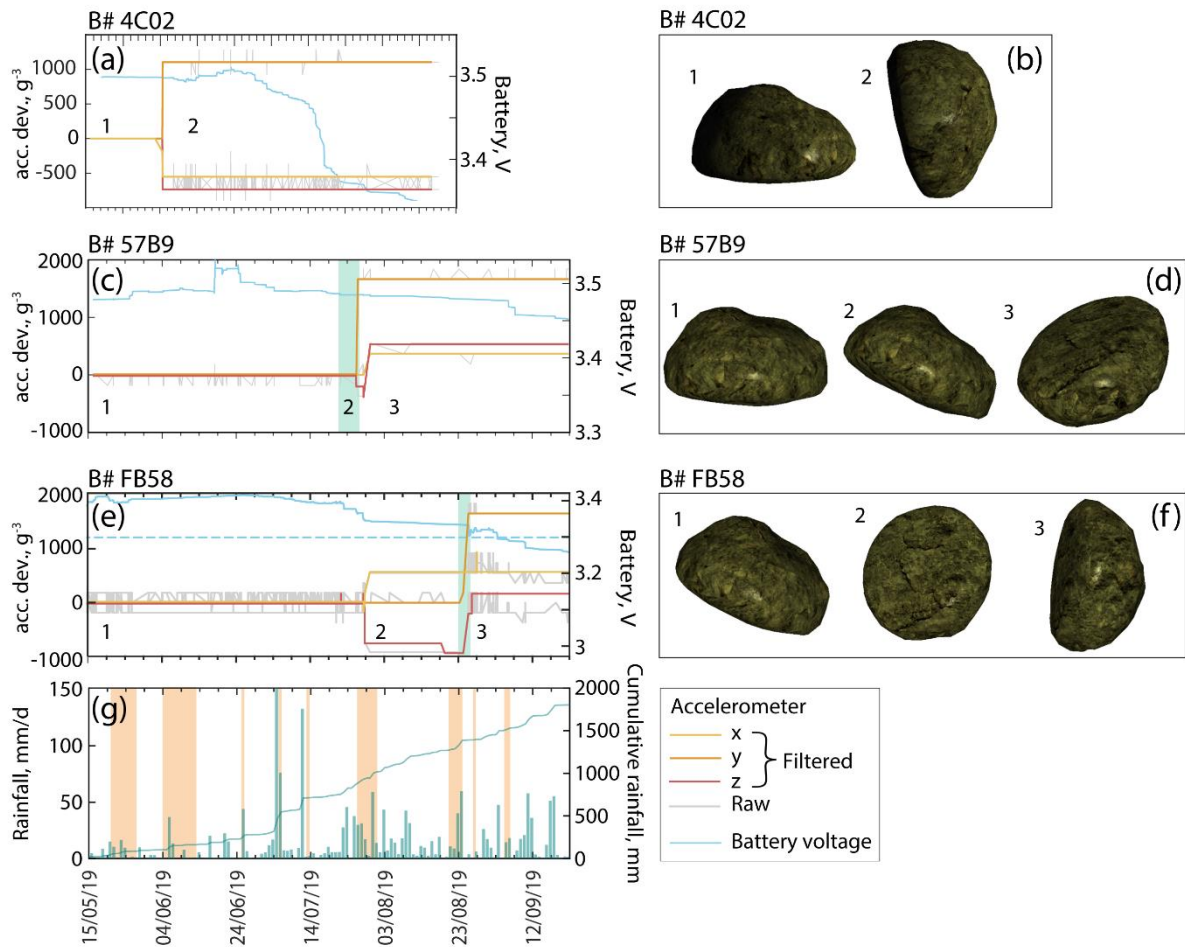 B# 4C02
(a)
1000
500
0
-500
acc. dev., g⁻³
1
2
3.5
3.4
Battery, V
B# 4C02
(b)
1
2
B# 57B9
(c)
2000
1000
0
-1000
acc. dev., g⁻³
1
2
3
3.5
3.4
3.3
Battery, V
B# 57B9
(d)
1
2
3
B# FB58
(e)
2000
1000
0
-1000
acc. dev., g⁻³
1
2
3
3.4
3.2
3
Battery, V
B# FB58
(f)
1
2
3
(g)
150
100
50
0
Rainfall, mm/d
2000
1500
1000
500
0
Cumulative rainfall, mm
15/05/19
04/06/19
24/06/19
14/07/19
03/08/19
23/08/19
12/09/19
Accelerometer
x
y
z
Filtered
Raw
Battery voltage